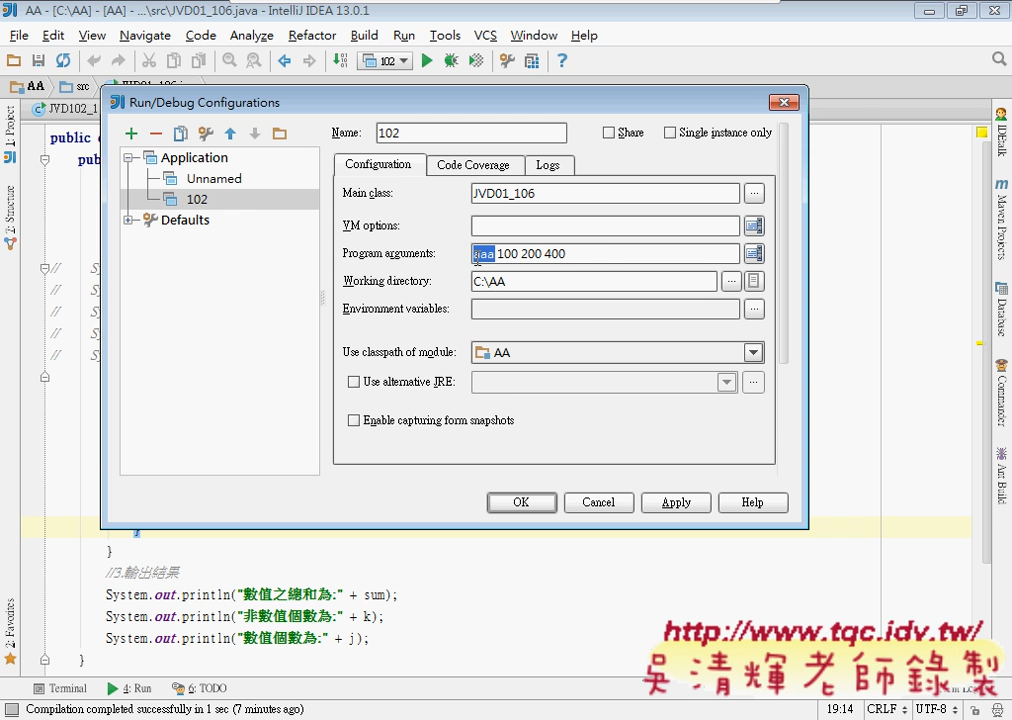 AA - [C:\AA] - [AA] - ...\src\JVD01_106.java - IntelliJ IDEA 13.0.1
File Edit View Navigate Code Analyze Refactor Build Run Tools VCS Window Help
102
AA src
JVD102_1
Run/Debug Configurations
Application
Unnamed
102
Defaults
Name: 102
Share
Single instance only
Configuration Code Coverage Logs
Main class: JVD01_106
VM options:
Program arguments: aaa 100 200 400
Working directory: C:\AA
Environment variables:
Use classpath of module: AA
Use alternative JRE:
Enable capturing form snapshots
OK Cancel Apply Help
1: Project
2: Structure
2: Favorites
IDEtalk
Maven Projects
Database
Commander
Ant Build
public
//
//
//
//
//
}
}
//3.輸出結果
System.out.println("數值之總和為:" + sum);
System.out.println("非數值個數為:" + k);
System.out.println("數值個數為:" + j);
}
http://www.tqc.idv.tw/
吳清輝老師錄製
Terminal 4: Run 6: TODO
Compilation completed successfully in 1 sec (7 minutes ago)
19:14 CRLF UTF-8